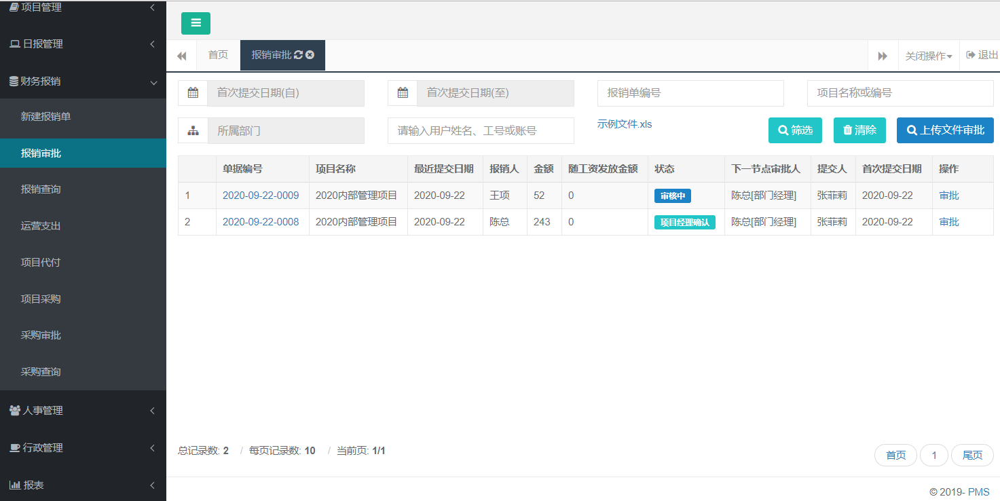 项目管理
日报管理
财务报销
新建报销单
报销审批
报销查询
运营支出
项目代付
项目采购
采购审批
采购查询
人事管理
行政管理
报表
首页 报销审批 关闭操作 退出
首次提交日期(自) 首次提交日期(至) 报销单编号 项目名称或编号
所属部门 请输入用户姓名、工号或账号 示例文件.xls 筛选 清除 上传文件审批
单据编号 项目名称 最近提交日期 报销人 金额 随工资发放金额 状态 下一节点审批人 提交人 首次提交日期 操作
1 2020-09-22-0009 2020内部管理项目 2020-09-22 王项 52 0 审核中 陈总[部门经理] 张菲莉 2020-09-22 审批
2 2020-09-22-0008 2020内部管理项目 2020-09-22 陈总 243 0 项目经理确认 陈总[部门经理] 张菲莉 2020-09-22 审批
总记录数: 2 / 每页记录数: 10 / 当前页: 1/1
首页 1 尾页
© 2019- PMS